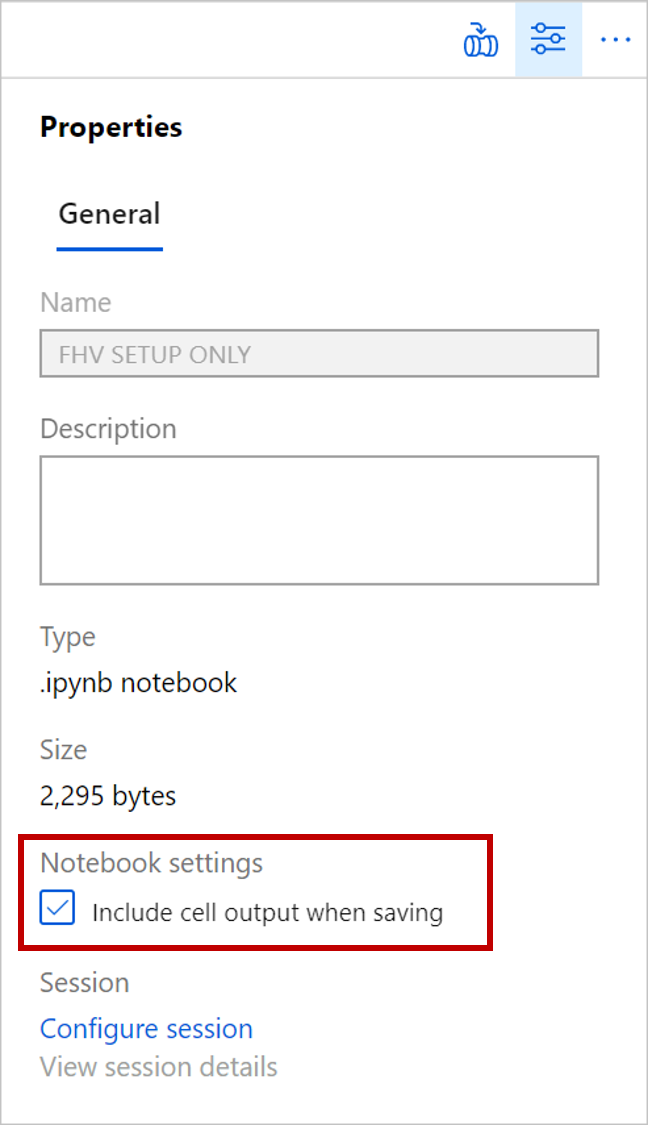 Properties
General
Name
FHV SETUP ONLY
Description
Type
.ipynb notebook
Size
2,295 bytes
Notebook settings
Include cell output when saving
Session
Configure session
View session details